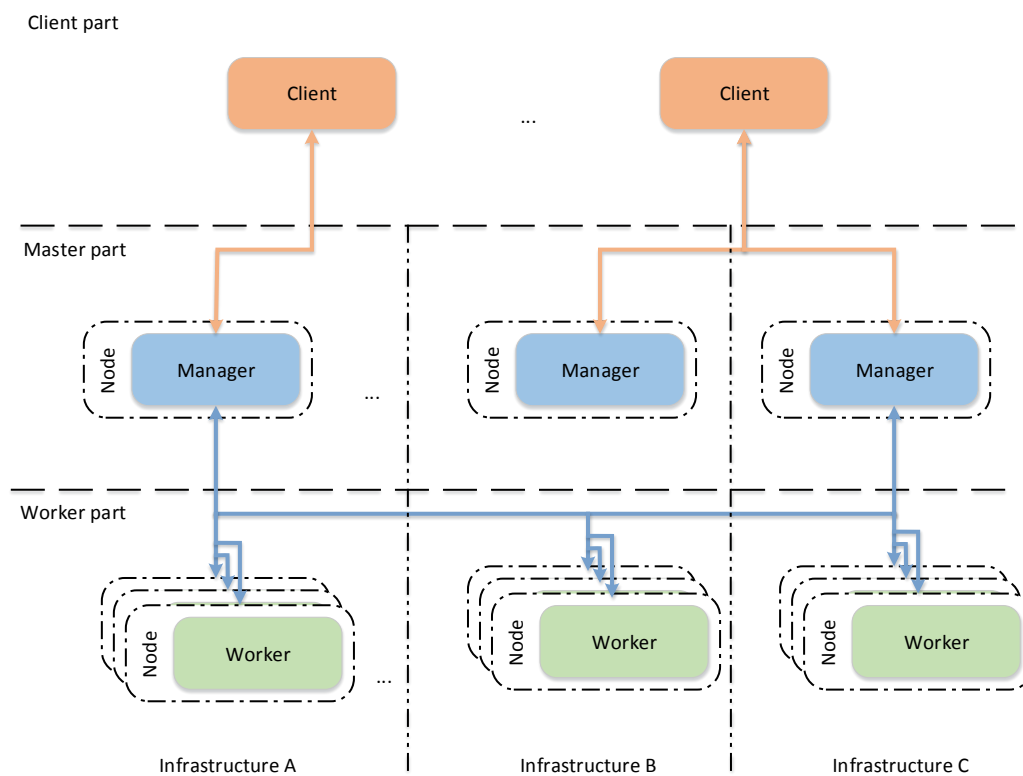 Client part
Client
Client
...
Master part
Node
Manager
...
Node
Manager
Node
Manager
Worker part
Node
Worker
...
Node
Worker
Node
Worker
Infrastructure A
Infrastructure B
Infrastructure C